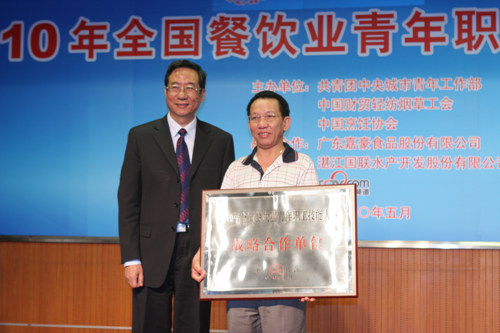 10年全国餐饮业青年职
主办单位：共青团中央城市青年工作部
中国财贸轻纺烟草工会
中国烹饪协会
作：广东嘉豪食品股份有限公司
湛江国联水产开发股份有限公司
com
频道
〇年五月
战略合作单位